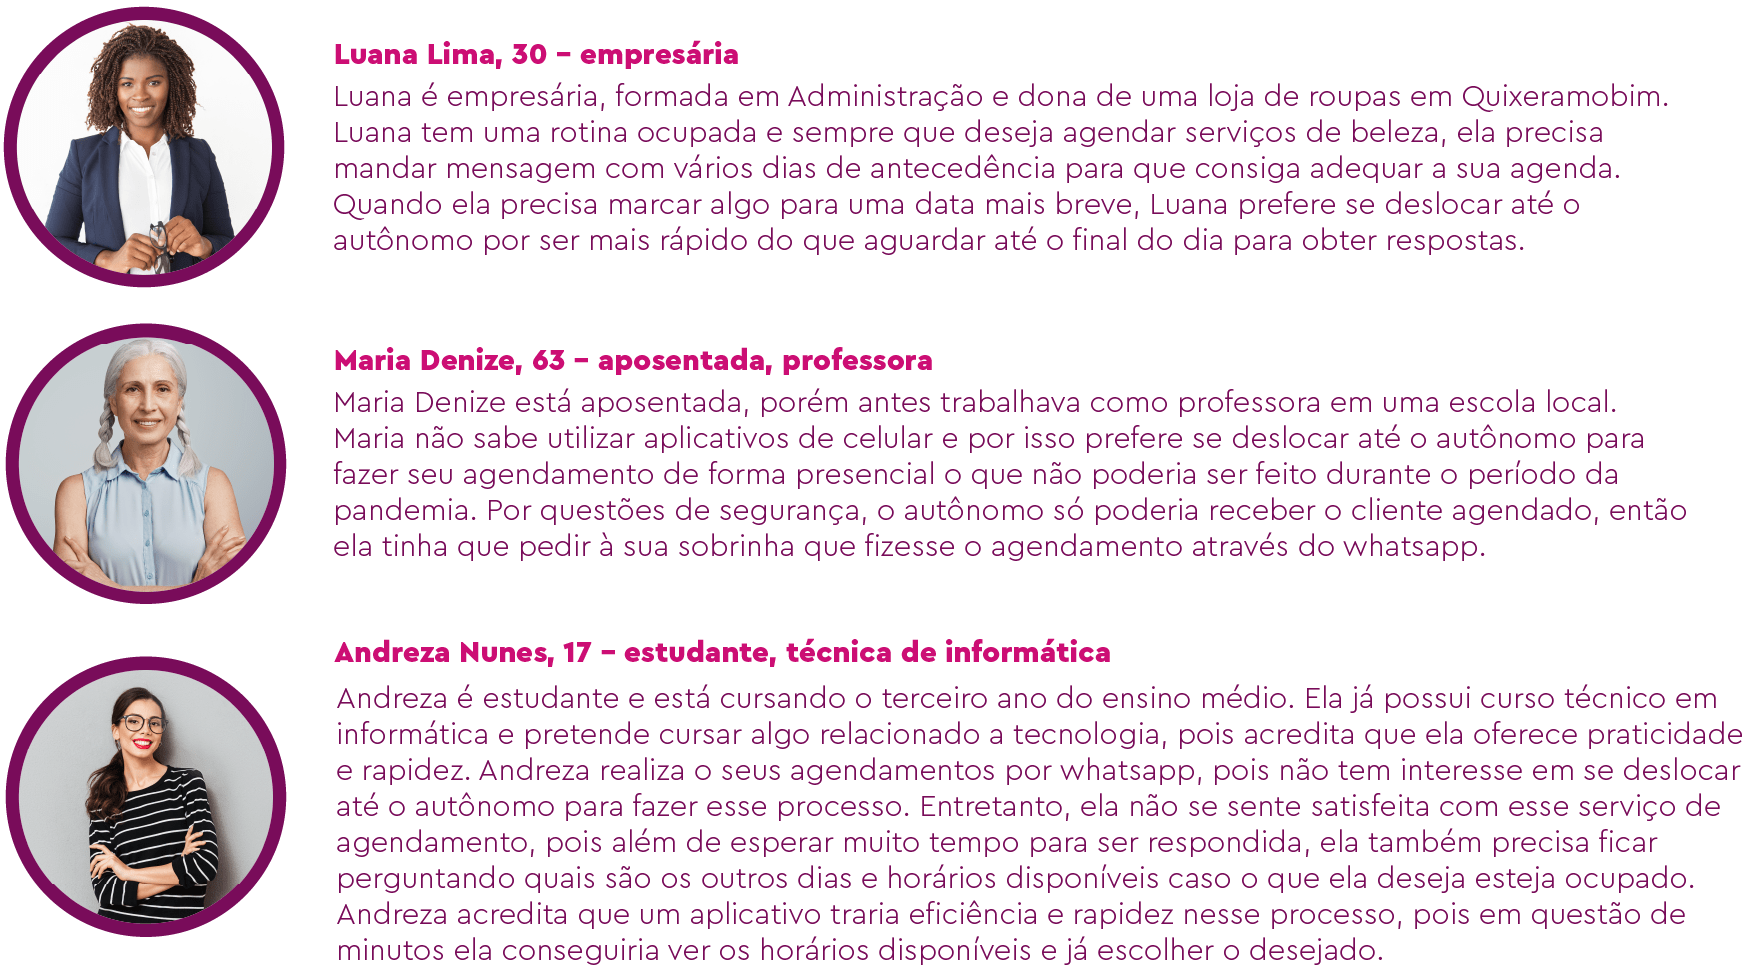 Luana Lima, 30 – empresária
Luana é empresária, formada em Administração e dona de uma loja de roupas em Quixeramobim.
Luana tem uma rotina ocupada e sempre que deseja agendar serviços de beleza, ela precisa
mandar mensagem com vários dias de antecedência para que consiga adequar a sua agenda.
Quando ela precisa marcar algo para uma data mais breve, Luana prefere se deslocar até o
autônomo por ser mais rápido do que aguardar até o final do dia para obter respostas.
Maria Denize, 63 – aposentada, professora
Maria Denize está aposentada, porém antes trabalhava como professora em uma escola local.
Maria não sabe utilizar aplicativos de celular e por isso prefere se deslocar até o autônomo para
fazer seu agendamento de forma presencial o que não poderia ser feito durante o período da
pandemia. Por questões de segurança, o autônomo só poderia receber o cliente agendado, então
ela tinha que pedir à sua sobrinha que fizesse o agendamento através do whatsapp.
Andreza Nunes, 17 – estudante, técnica de informática
Andreza é estudante e está cursando o terceiro ano do ensino médio. Ela já possui curso técnico em
informática e pretende cursar algo relacionado a tecnologia, pois acredita que ela oferece praticidade
e rapidez. Andreza realiza o seus agendamentos por whatsapp, pois não tem interesse em se deslocar
até o autônomo para fazer esse processo. Entretanto, ela não se sente satisfeita com esse serviço de
agendamento, pois além de esperar muito tempo para ser respondida, ela também precisa ficar
perguntando quais são os outros dias e horários disponíveis caso o que ela deseja esteja ocupado.
Andreza acredita que um aplicativo traria eficiência e rapidez nesse processo, pois em questão de
minutos ela conseguiria ver os horários disponíveis e já escolher o desejado.